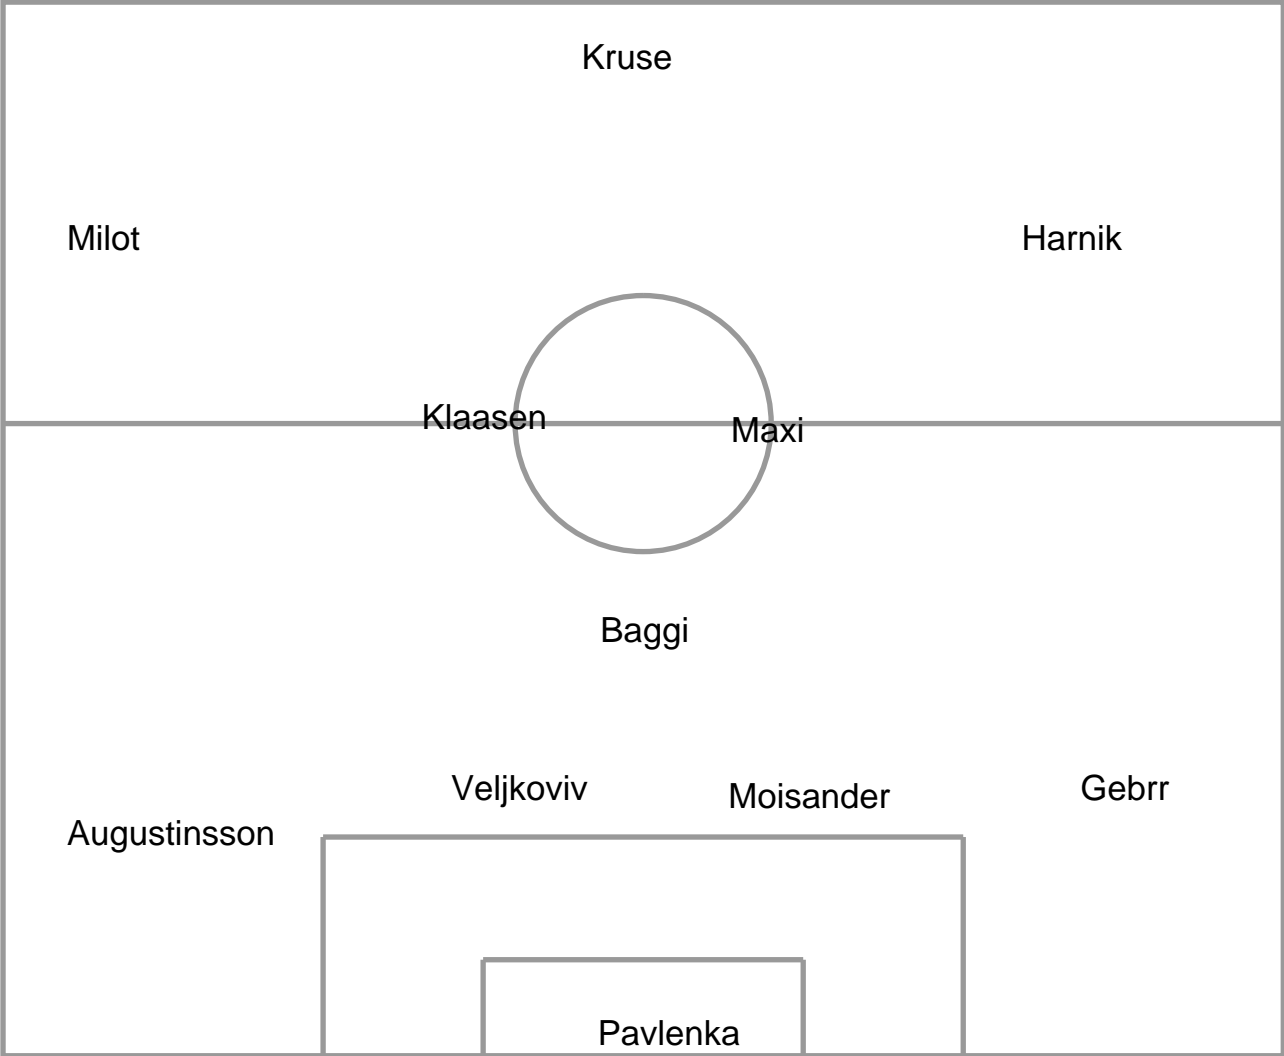 Kruse
Milot
Harnik
Klaasen
Maxi
Baggi
Veljkoviv
Moisander
Gebrr
Augustinsson
Pavlenka